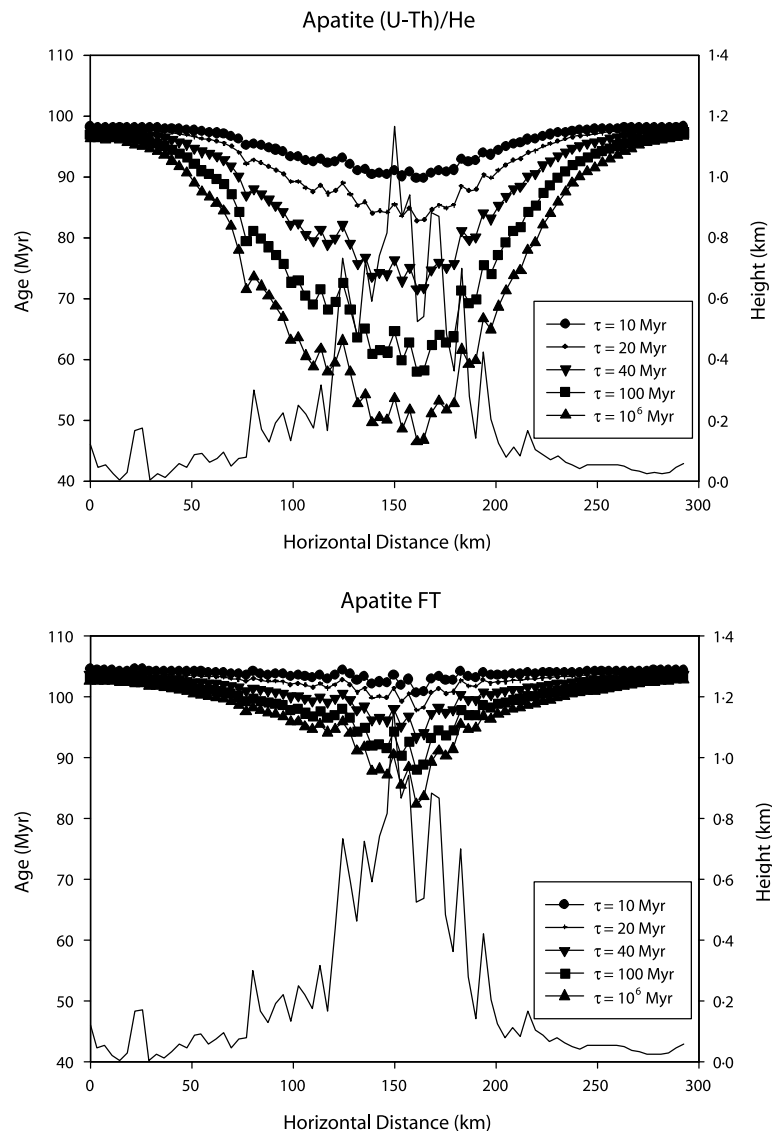 Apatite (U-Th)/He
110
100
90
80
70
60
50
40
Age (Myr)
1·4
1·2
1·0
0·8
0·6
0·4
0·2
0·0
Height (km)
τ = 10 Myr
τ = 20 Myr
τ = 40 Myr
τ = 100 Myr
τ = 10⁶ Myr
0 50 100 150 200 250 300
Horizontal Distance (km)
Apatite FT
110
100
90
80
70
60
50
40
Age (Myr)
1·4
1·2
1·0
0·8
0·6
0·4
0·2
0·0
Height (km)
τ = 10 Myr
τ = 20 Myr
τ = 40 Myr
τ = 100 Myr
τ = 10⁶ Myr
0 50 100 150 200 250 300
Horizontal Distance (km)